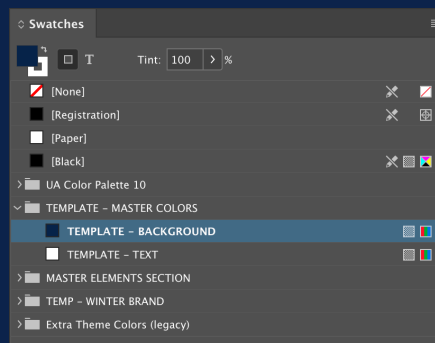 Swatches
T Tint: 100 %
[None]
[Registration]
[Paper]
[Black]
UA Color Palette 10
TEMPLATE – MASTER COLORS
TEMPLATE – BACKGROUND
TEMPLATE – TEXT
MASTER ELEMENTS SECTION
TEMP – WINTER BRAND
Extra Theme Colors (legacy)